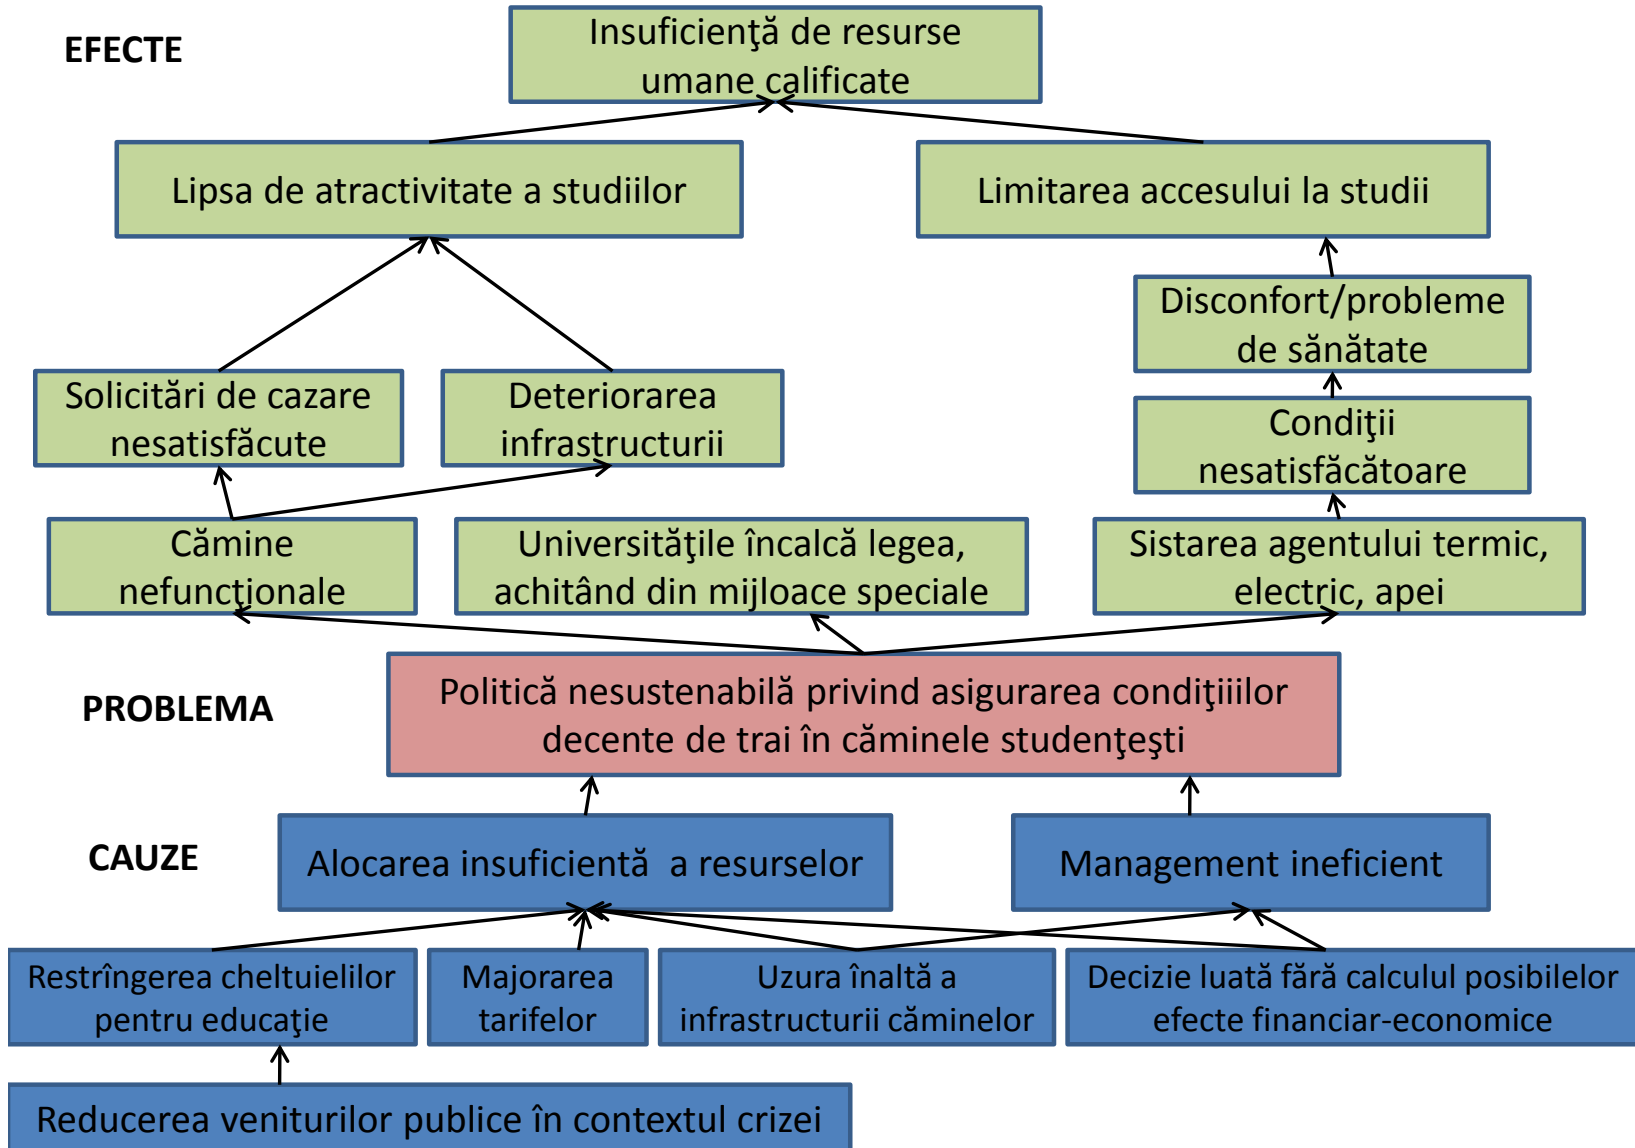 EFECTE
Insuficienţă de resurse
umane calificate
Lipsa de atractivitate a studiilor
Limitarea accesului la studii
Disconfort/probleme
de sănătate
Solicitări de cazare
nesatisfăcute
Deteriorarea
infrastructurii
Condiţii
nesatisfăcătoare
Cămine
nefuncţionale
Universităţile încalcă legea,
achitând din mijloace speciale
Sistarea agentului termic,
electric, apei
PROBLEMA
Politică nesustenabilă privind asigurarea condiţiiilor
decente de trai în căminele studenţeşti
CAUZE
Alocarea insuficientă  a resurselor
Management ineficient
Restrîngerea cheltuielilor
pentru educaţie
Majorarea
tarifelor
Uzura înaltă a
infrastructurii căminelor
Decizie luată fără calculul posibilelor
efecte financiar-economice
Reducerea veniturilor publice în contextul crizei